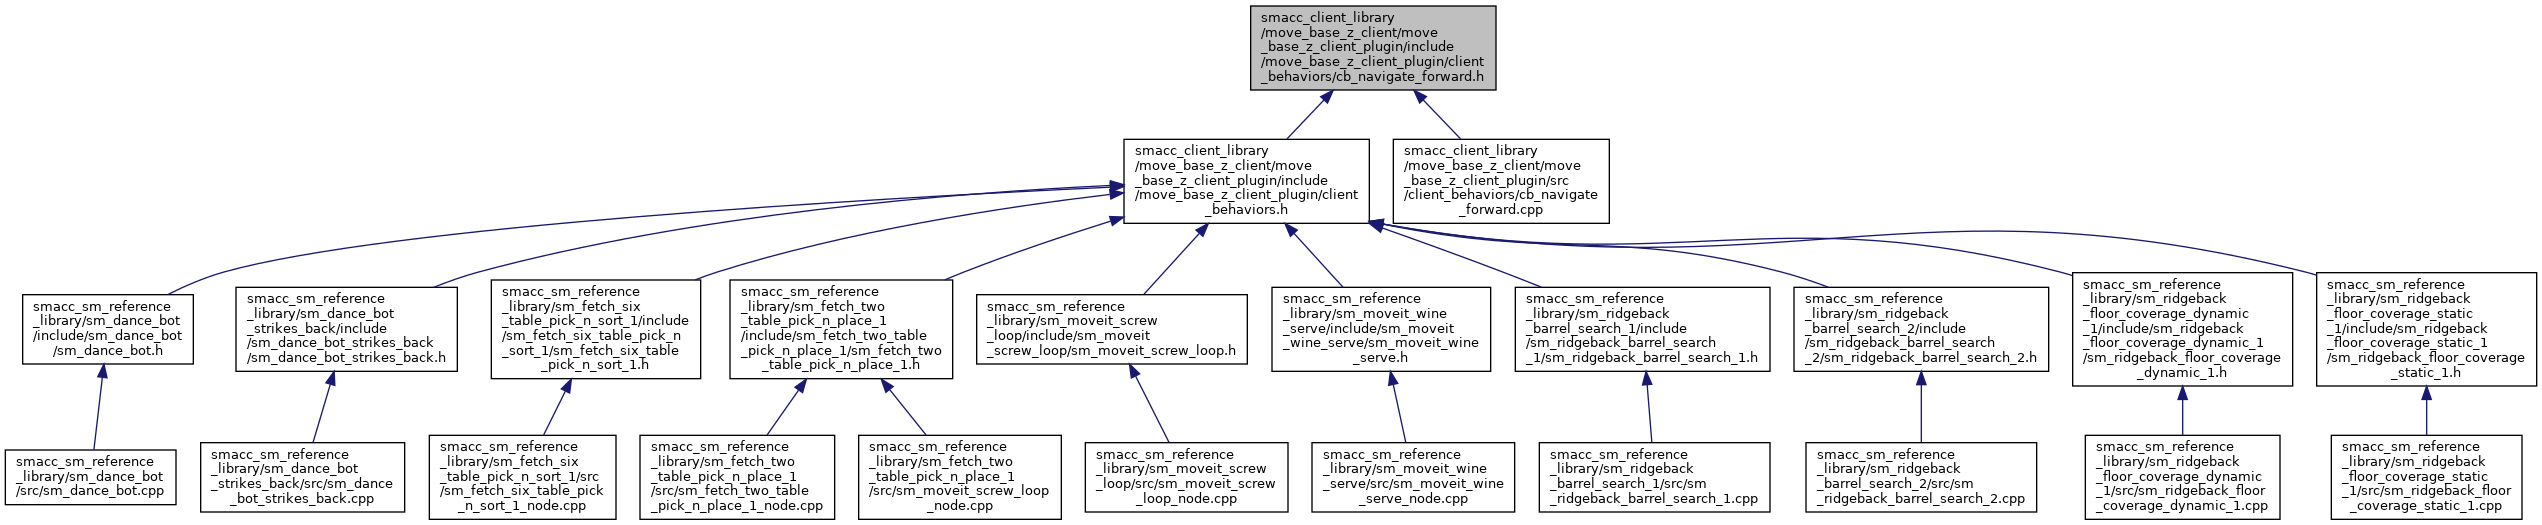 smacc_client_library
/move_base_z_client/move
_base_z_client_plugin/include
/move_base_z_client_plugin/client
_behaviors/cb_navigate_forward.h
smacc_client_library
/move_base_z_client/move
_base_z_client_plugin/include
/move_base_z_client_plugin/client
_behaviors.h
smacc_client_library
/move_base_z_client/move
_base_z_client_plugin/src
/client_behaviors/cb_navigate
_forward.cpp
smacc_sm_reference
_library/sm_dance_bot
/include/sm_dance_bot
/sm_dance_bot.h
smacc_sm_reference
_library/sm_dance_bot
_strikes_back/include
/sm_dance_bot_strikes_back
/sm_dance_bot_strikes_back.h
smacc_sm_reference
_library/sm_fetch_six
_table_pick_n_sort_1/include
/sm_fetch_six_table_pick_n
_sort_1/sm_fetch_six_table
_pick_n_sort_1.h
smacc_sm_reference
_library/sm_fetch_two
_table_pick_n_place_1
/include/sm_fetch_two_table
_pick_n_place_1/sm_fetch_two
_table_pick_n_place_1.h
smacc_sm_reference
_library/sm_moveit_screw
_loop/include/sm_moveit
_screw_loop/sm_moveit_screw_loop.h
smacc_sm_reference
_library/sm_moveit_wine
_serve/include/sm_moveit
_wine_serve/sm_moveit_wine
_serve.h
smacc_sm_reference
_library/sm_ridgeback
_barrel_search_1/include
/sm_ridgeback_barrel_search
_1/sm_ridgeback_barrel_search_1.h
smacc_sm_reference
_library/sm_ridgeback
_barrel_search_2/include
/sm_ridgeback_barrel_search
_2/sm_ridgeback_barrel_search_2.h
smacc_sm_reference
_library/sm_ridgeback
_floor_coverage_dynamic
_1/include/sm_ridgeback
_floor_coverage_dynamic_1
/sm_ridgeback_floor_coverage
_dynamic_1.h
smacc_sm_reference
_library/sm_ridgeback
_floor_coverage_static
_1/include/sm_ridgeback
_floor_coverage_static_1
/sm_ridgeback_floor_coverage
_static_1.h
smacc_sm_reference
_library/sm_dance_bot
/src/sm_dance_bot.cpp
smacc_sm_reference
_library/sm_dance_bot
_strikes_back/src/sm_dance
_bot_strikes_back.cpp
smacc_sm_reference
_library/sm_fetch_six
_table_pick_n_sort_1/src
/sm_fetch_six_table_pick
_n_sort_1_node.cpp
smacc_sm_reference
_library/sm_fetch_two
_table_pick_n_place_1
/src/sm_fetch_two_table
_pick_n_place_1_node.cpp
smacc_sm_reference
_library/sm_fetch_two
_table_pick_n_place_1
/src/sm_moveit_screw_loop
_node.cpp
smacc_sm_reference
_library/sm_moveit_screw
_loop/src/sm_moveit_screw
_loop_node.cpp
smacc_sm_reference
_library/sm_moveit_wine
_serve/src/sm_moveit_wine
_serve_node.cpp
smacc_sm_reference
_library/sm_ridgeback
_barrel_search_1/src/sm
_ridgeback_barrel_search_1.cpp
smacc_sm_reference
_library/sm_ridgeback
_barrel_search_2/src/sm
_ridgeback_barrel_search_2.cpp
smacc_sm_reference
_library/sm_ridgeback
_floor_coverage_dynamic
_1/src/sm_ridgeback_floor
_coverage_dynamic_1.cpp
smacc_sm_reference
_library/sm_ridgeback
_floor_coverage_static
_1/src/sm_ridgeback_floor
_coverage_static_1.cpp